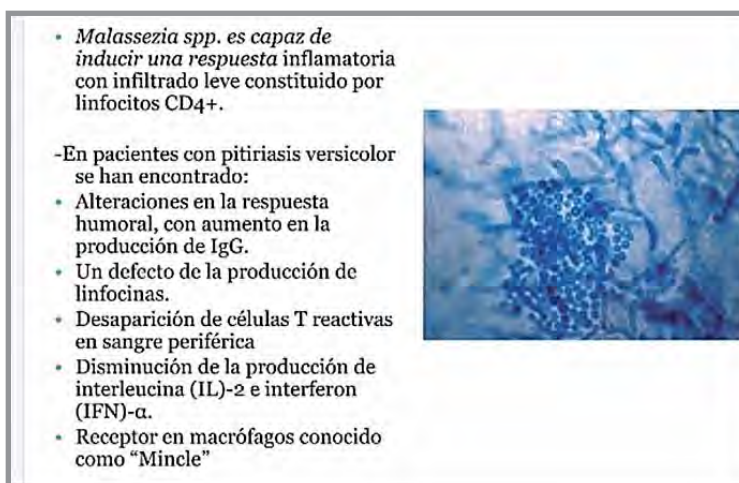 • Malassezia spp. es capaz de
inducir una respuesta inflamatoria
con infiltrado leve constituido por
linfocitos CD4+.
-En pacientes con pitiriasis versicolor
se han encontrado:
• Alteraciones en la respuesta
humoral, con aumento en la
producción de IgG.
• Un defecto de la producción de
linfocinas.
• Desaparición de células T reactivas
en sangre periférica
• Disminución de la producción de
interleucina (IL)-2 e interferon
(IFN)-α.
• Receptor en macrófagos conocido
como “Mincle”